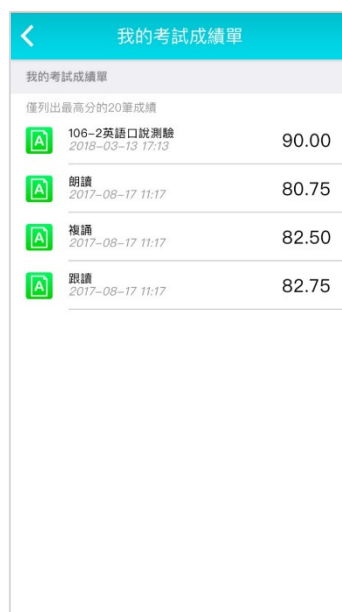 我的考試成績單
我的考試成績單
僅列出最高分的20筆成績
106-2英語口說測驗
2018-03-13 17:13
90.00
朗讀
2017-08-17 11:17
80.75
複誦
2017-08-17 11:17
82.50
跟讀
2017-08-17 11:17
82.75